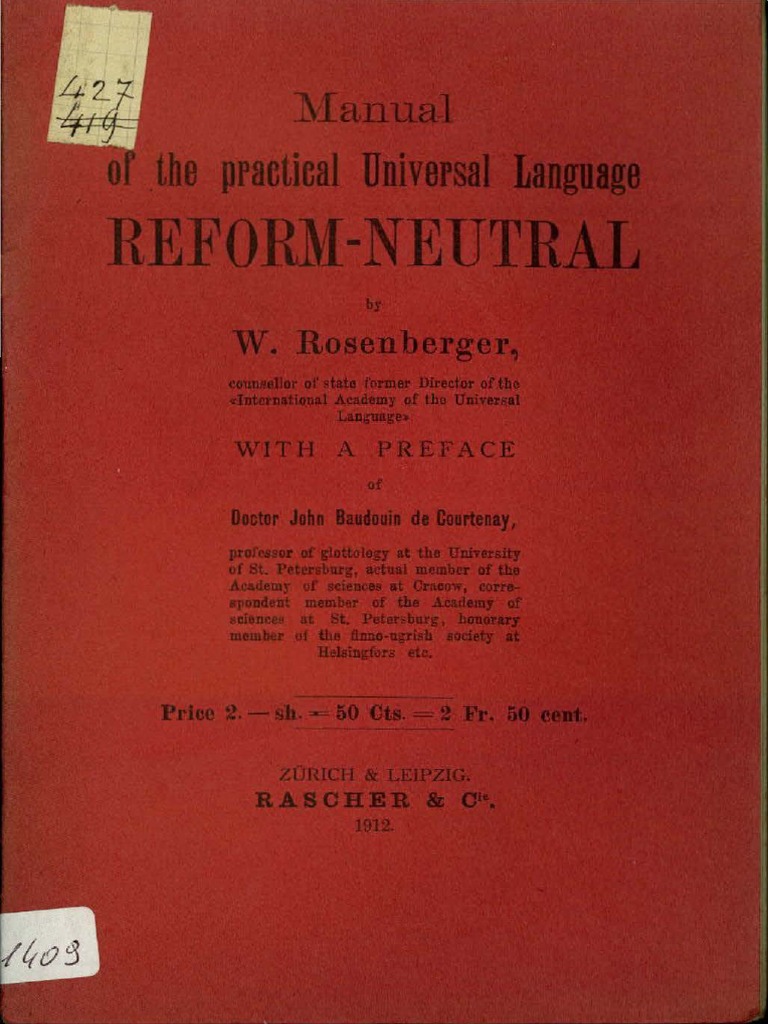 427
419
Manual
of the practical Universal Language
REFORM-NEUTRAL
by
W. Rosenberger,
counsellor of state former Director of the
«International Academy of the Universal
Language»
WITH A PREFACE
of
Doctor John Baudouin de Courtenay,
professor of glottology at the University
of St. Petersburg, actual member of the
Academy of sciences at Cracow, corre-
spondent member of the Academy of
sciences at St. Petersburg, honorary
member of the finno-ugrish society at
Helsingfors etc.
Price 2. — sh. = 50 Cts. = 2 Fr. 50 cent.
ZÜRICH & LEIPZIG.
RASCHER & Cie.
1912.
1409